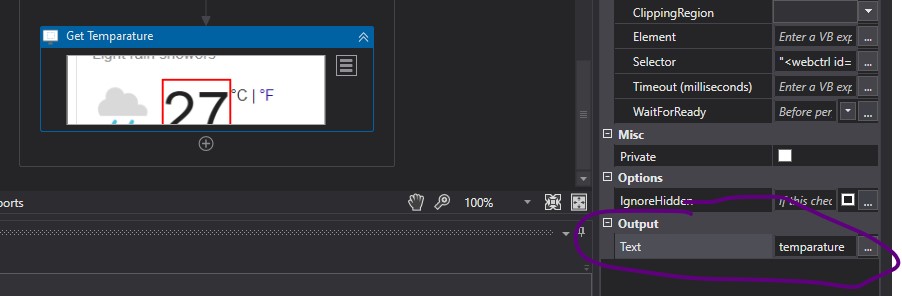 Get Temparature
Eight rain showers
27 °C | °F
ports
100%
ClippingRegion
Element Enter a VB exp ...
Selector "<webctrl id= ...
Timeout (milliseconds) Enter a VB exp ...
WaitForReady Before per ...
Misc
Private
Options
IgnoreHidden If this chec ...
Output
Text temparature ...